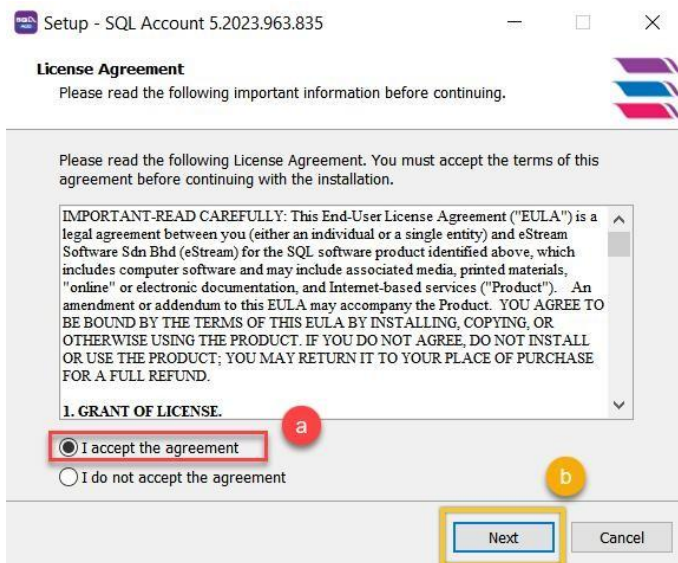 Setup - SQL Account 5.2023.963.835
License Agreement
Please read the following important information before continuing.
Please read the following License Agreement. You must accept the terms of this
agreement before continuing with the installation.
IMPORTANT-READ CAREFULLY: This End-User License Agreement ("EULA") is a
legal agreement between you (either an individual or a single entity) and eStream
Software Sdn Bhd (eStream) for the SQL software product identified above, which
includes computer software and may include associated media, printed materials,
"online" or electronic documentation, and Internet-based services ("Product"). An
amendment or addendum to this EULA may accompany the Product. YOU AGREE TO
BE BOUND BY THE TERMS OF THIS EULA BY INSTALLING, COPYING, OR
OTHERWISE USING THE PRODUCT. IF YOU DO NOT AGREE, DO NOT INSTALL
OR USE THE PRODUCT; YOU MAY RETURN IT TO YOUR PLACE OF PURCHASE
FOR A FULL REFUND.
1. GRANT OF LICENSE.
a
I accept the agreement
I do not accept the agreement
b
Next
Cancel